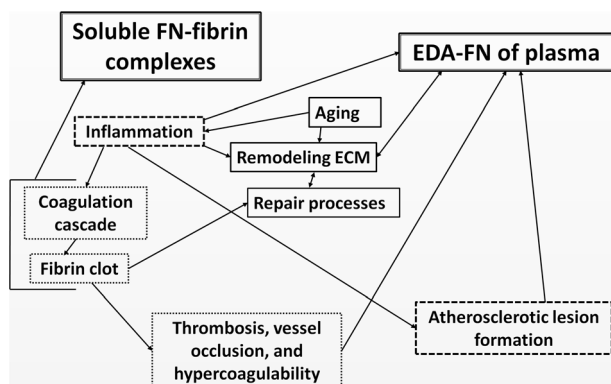 Soluble FN-fibrin
complexes
EDA-FN of plasma
Aging
Inflammation
Remodeling ECM
Repair processes
Coagulation
cascade
Fibrin clot
Thrombosis, vessel
occlusion, and
hypercoagulability
Atherosclerotic lesion
formation